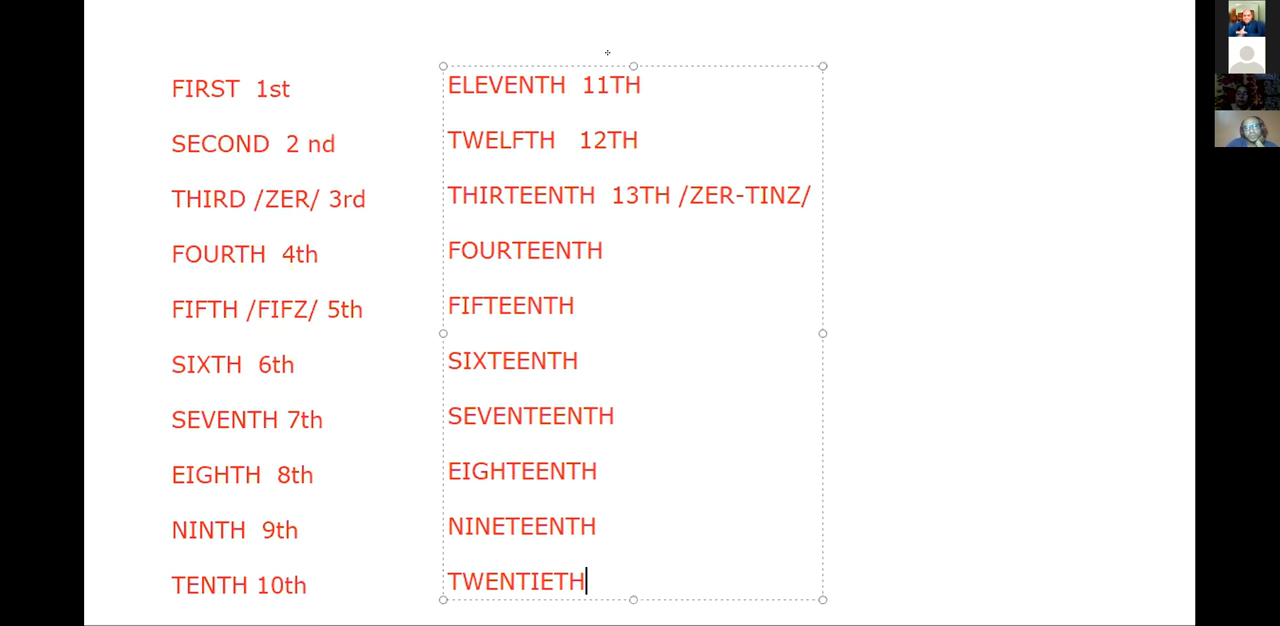 FIRST 1st
SECOND 2 nd
THIRD /ZER/ 3rd
FOURTH 4th
FIFTH /FIFZ/ 5th
SIXTH 6th
SEVENTH 7th
EIGHTH 8th
NINTH 9th
TENTH 10th
ELEVENTH 11TH
TWELFTH 12TH
THIRTEENTH 13TH /ZER-TINZ/
FOURTEENTH
FIFTEENTH
SIXTEENTH
SEVENTEENTH
EIGHTEENTH
NINETEENTH
TWENTIETH